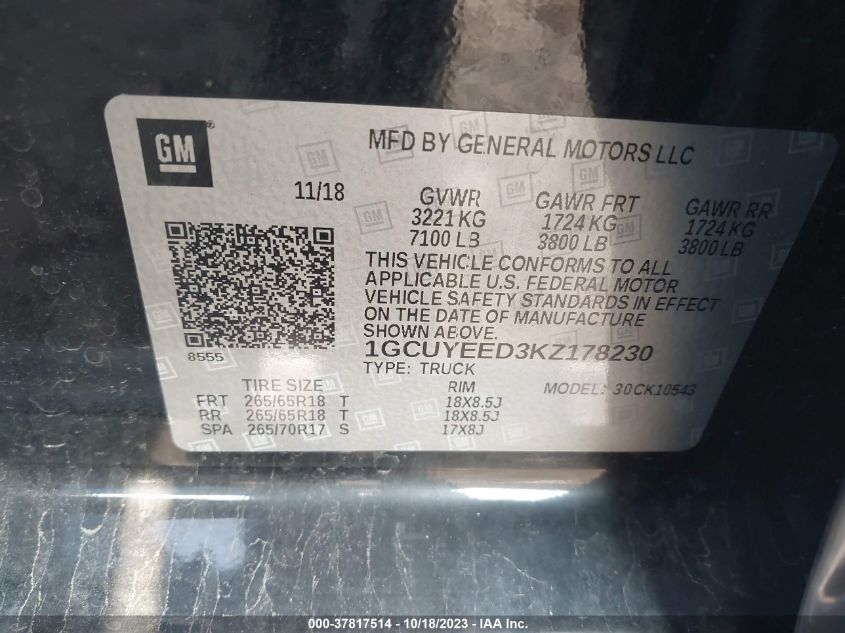 GM
MFD BY GENERAL MOTORS LLC
11/18
GVWR GAWR FRT GAWR RR
3221 KG 1724 KG 1724 KG
7100 LB 3800 LB 3800 LB
THIS VEHICLE CONFORMS TO ALL
APPLICABLE U.S. FEDERAL MOTOR
VEHICLE SAFETY STANDARDS IN EFFECT
ON THE DATE OF MANUFACTURE
SHOWN ABOVE.
8555
1GCUYEED3KZ178230
TYPE: TRUCK
MODEL: 30CK10543
TIRE SIZE RIM
FRT 265/65R18 T 18X8.5J
RR 265/65R18 T 18X8.5J
SPA 265/70R17 S 17X8J
000-37817514 | 10/18/2023 - IAA Inc.